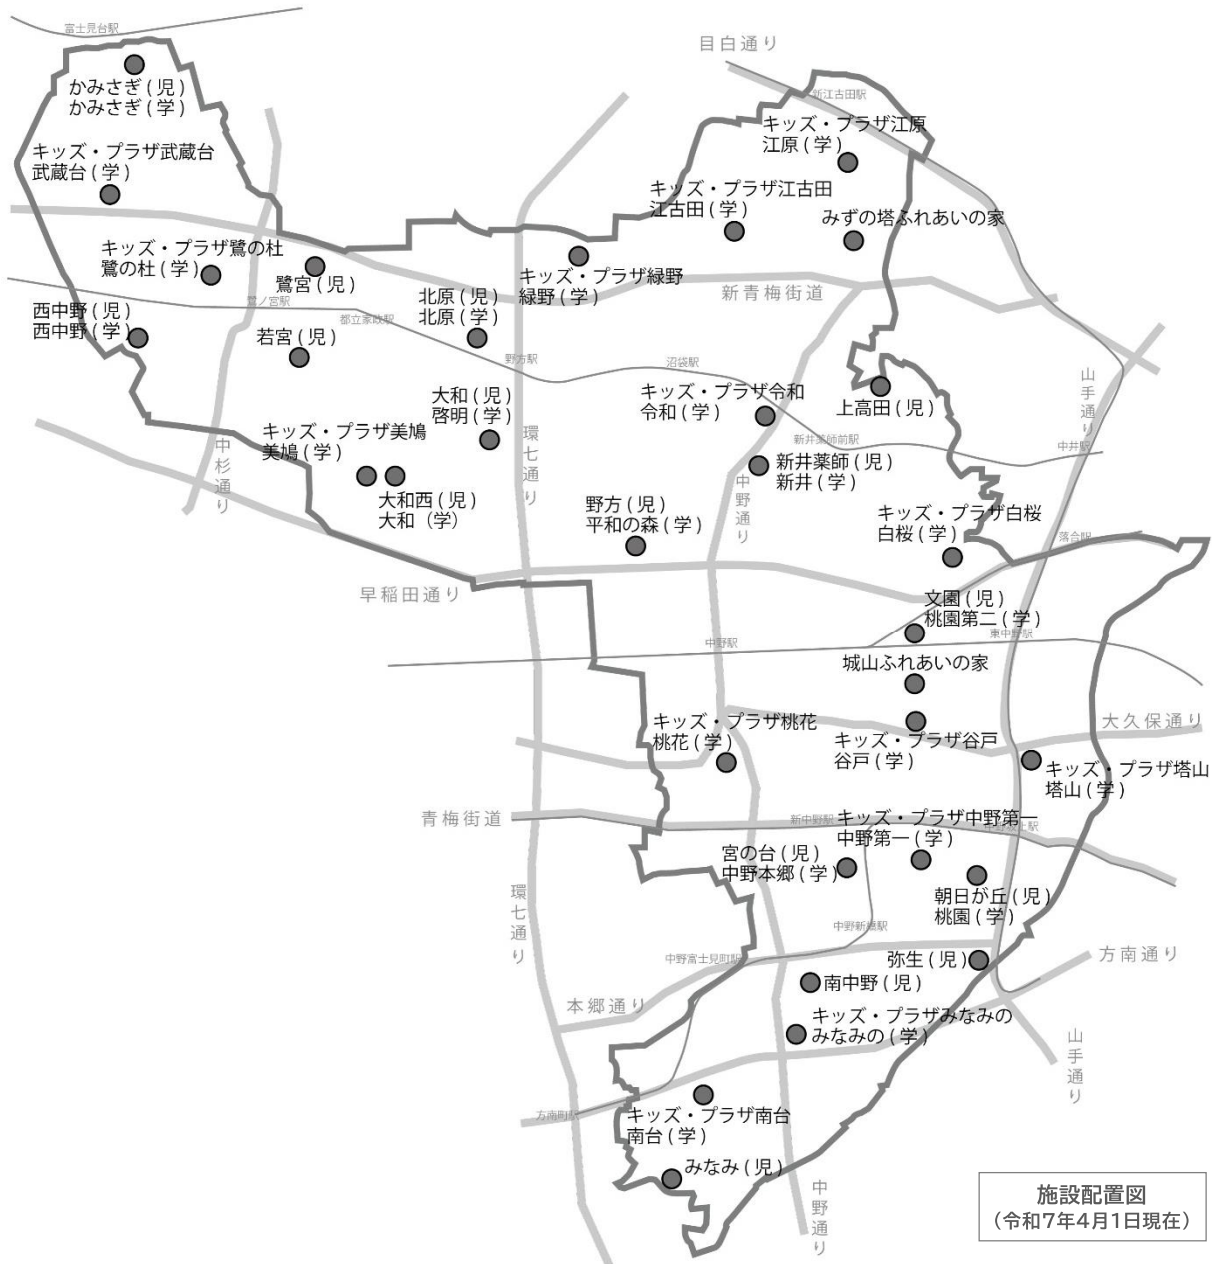 富士見台駅
かみさぎ(児)
かみさぎ(学)
目白通り
新江古田駅
キッズ・プラザ江原
江原(学)
キッズ・プラザ武蔵台
武蔵台(学)
キッズ・プラザ江古田
江古田(学)
みずの塔ふれあいの家
キッズ・プラザ鷺の杜
鷺の杜(学)
鷺宮(児)
キッズ・プラザ緑野
緑野(学)
新青梅街道
西中野(児)
西中野(学)
鷺ノ宮駅
都立家政駅
北原(児)
北原(学)
若宮(児)
野方駅
沼袋駅
キッズ・プラザ令和
令和(学)
上高田(児)
山手通り
大和(児)
啓明(学)
キッズ・プラザ美鳩
美鳩(学)
中杉通り
環七通り
新井薬師前駅
中井駅
新井薬師(児)
新井(学)
中野通り
大和西(児)
大和(学)
野方(児)
平和の森(学)
キッズ・プラザ白桜
白桜(学)
落合駅
早稲田通り
文園(児)
桃園第二(学)
東中野駅
中野駅
城山ふれあいの家
キッズ・プラザ桃花
桃花(学)
キッズ・プラザ谷戸
谷戸(学)
大久保通り
キッズ・プラザ塔山
塔山(学)
青梅街道
新中野駅
キッズ・プラザ中野第一
中野第一(学)
中野坂上駅
宮の台(児)
中野本郷(学)
朝日が丘(児)
桃園(学)
環七通り
中野新橋駅
中野富士見町駅
弥生(児)
方南通り
南中野(児)
本郷通り
キッズ・プラザみなみの
みなみの(学)
山手通り
方南町駅
キッズ・プラザ南台
南台(学)
みなみ(児)
中野通り
施設配置図
(令和7年4月1日現在)